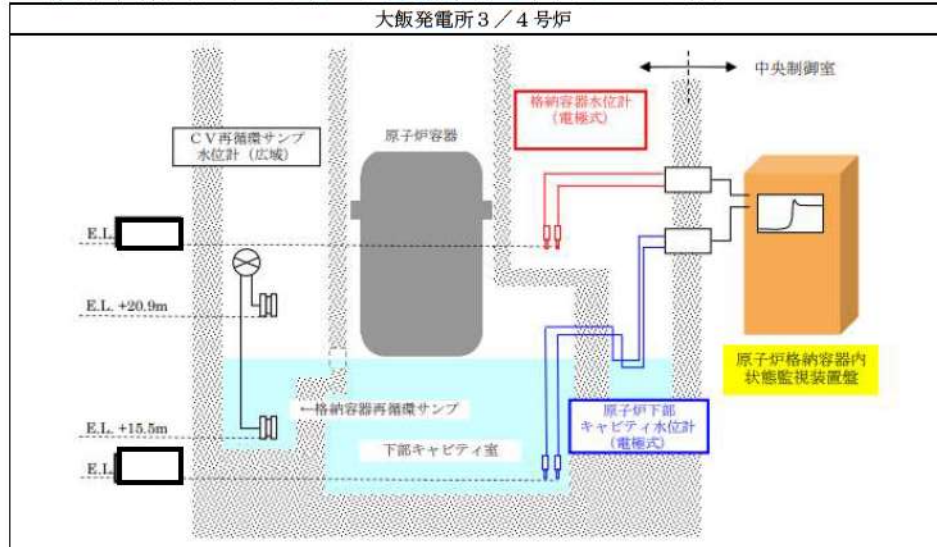 大飯発電所３／４号炉
中央制御室
格納容器水位計
(電極式)
ＣＶ再循環サンプ
水位計（広域）
原子炉容器
E.L.
E.L. +20.9m
原子炉格納容器内
状態監視装置盤
←格納容器再循環サンプ
原子炉下部
キャビティ水位計
(電極式)
E.L. +15.5m
下部キャビティ室
E.L.